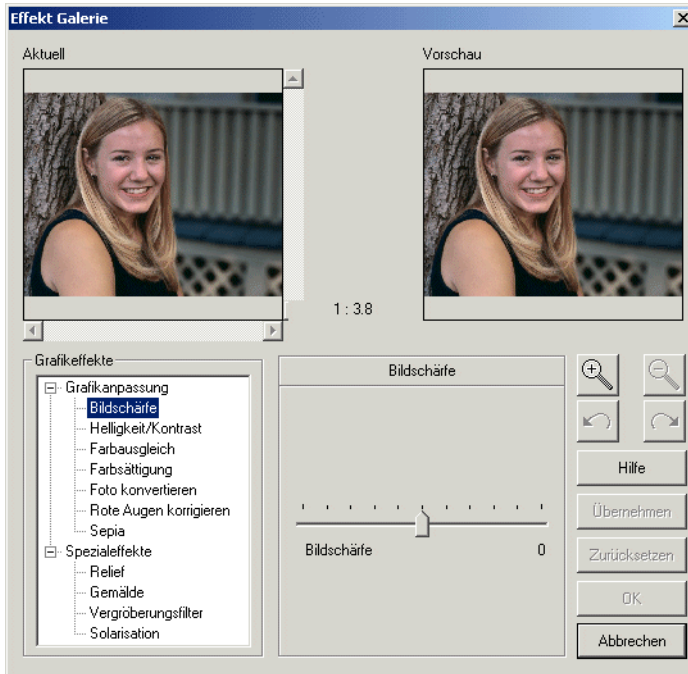 Effekt Galerie
Aktuell
Vorschau
1 : 3.8
Grafikeffekte
Grafikanpassung
Bildschärfe
Helligkeit/Kontrast
Farbausgleich
Farbsättigung
Foto konvertieren
Rote Augen korrigieren
Sepia
Spezialeffekte
Relief
Gemälde
Vergröberungsfilter
Solarisation
Bildschärfe
Bildschärfe 0
Hilfe
Übernehmen
Zurücksetzen
OK
Abbrechen